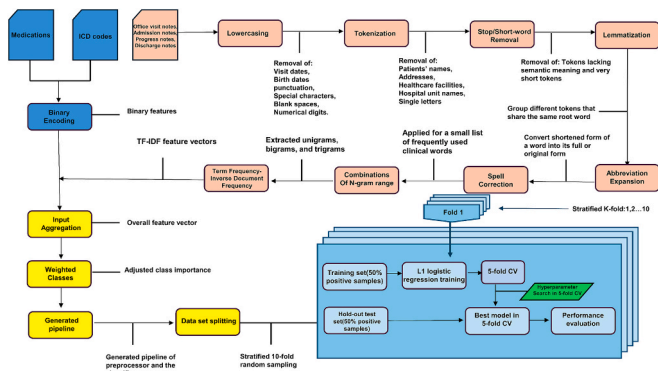 Medications
ICD codes
Office visit notes,
Admission notes,
Progress notes,
Discharge notes.
Lowercasing
Tokenization
Stop/Short-word
Removal
Lemmatization
Removal of:
Visit dates,
Birth dates
punctuation,
Special characters,
Blank spaces,
Numerical digits.
Removal of:
Patients' names,
Addresses,
Healthcare facilities,
Hospital unit names,
Single letters
Removal of: Tokens lacking
semantic meaning and very
short tokens
Group different tokens that
share the same root word
Binary
Encoding
Binary features
TF-IDF feature vectors
Extracted unigrams,
bigrams, and trigrams
Applied for a small list
of frequently used
clinical words
Convert shortened form of
a word into its full or
original form
Term Frequency-
Inverse Document
Frequency
Combinations
Of N-gram range
Spell
Correction
Abbreviation
Expansion
Input
Aggregation
Overall feature vector
Fold 1
Stratified K-fold:1,2...10
Weighted
Classes
Adjusted class importance
Training set(50%
positive samples)
L1 logistic
regression training
5-fold CV
Hyperparameter
Search in 5-fold CV
Generated
pipeline
Data set splitting
Hold-out test
set(50% positive
samples)
Best model in
5-fold CV
Performance
evaluation
Generated pipeline of
preprocessor and the
Stratified 10-fold
random sampling